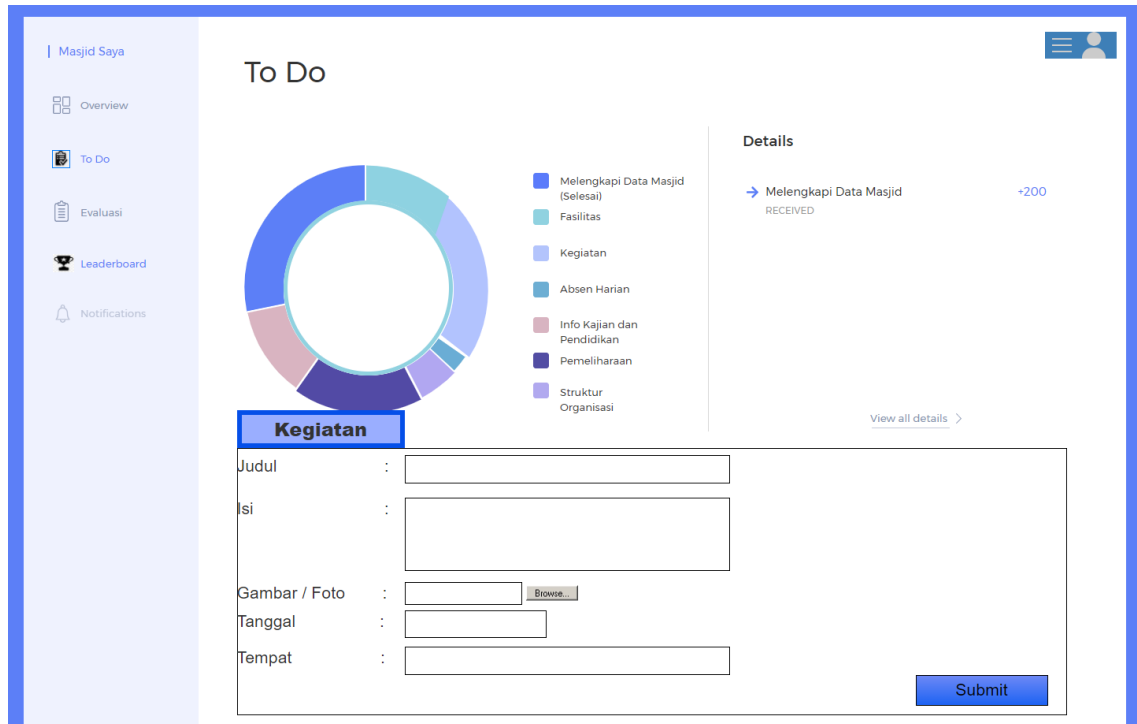 Masjid Saya
Overview
To Do
Evaluasi
Leaderboard
Notifications
To Do
Melengkapi Data Masjid
(Selesai)
Fasilitas
Kegiatan
Absen Harian
Info Kajian dan
Pendidikan
Pemeliharaan
Struktur
Organisasi
Details
Melengkapi Data Masjid +200
RECEIVED
View all details
Kegiatan
Judul :
Isi :
Gambar / Foto : Browse...
Tanggal :
Tempat :
Submit